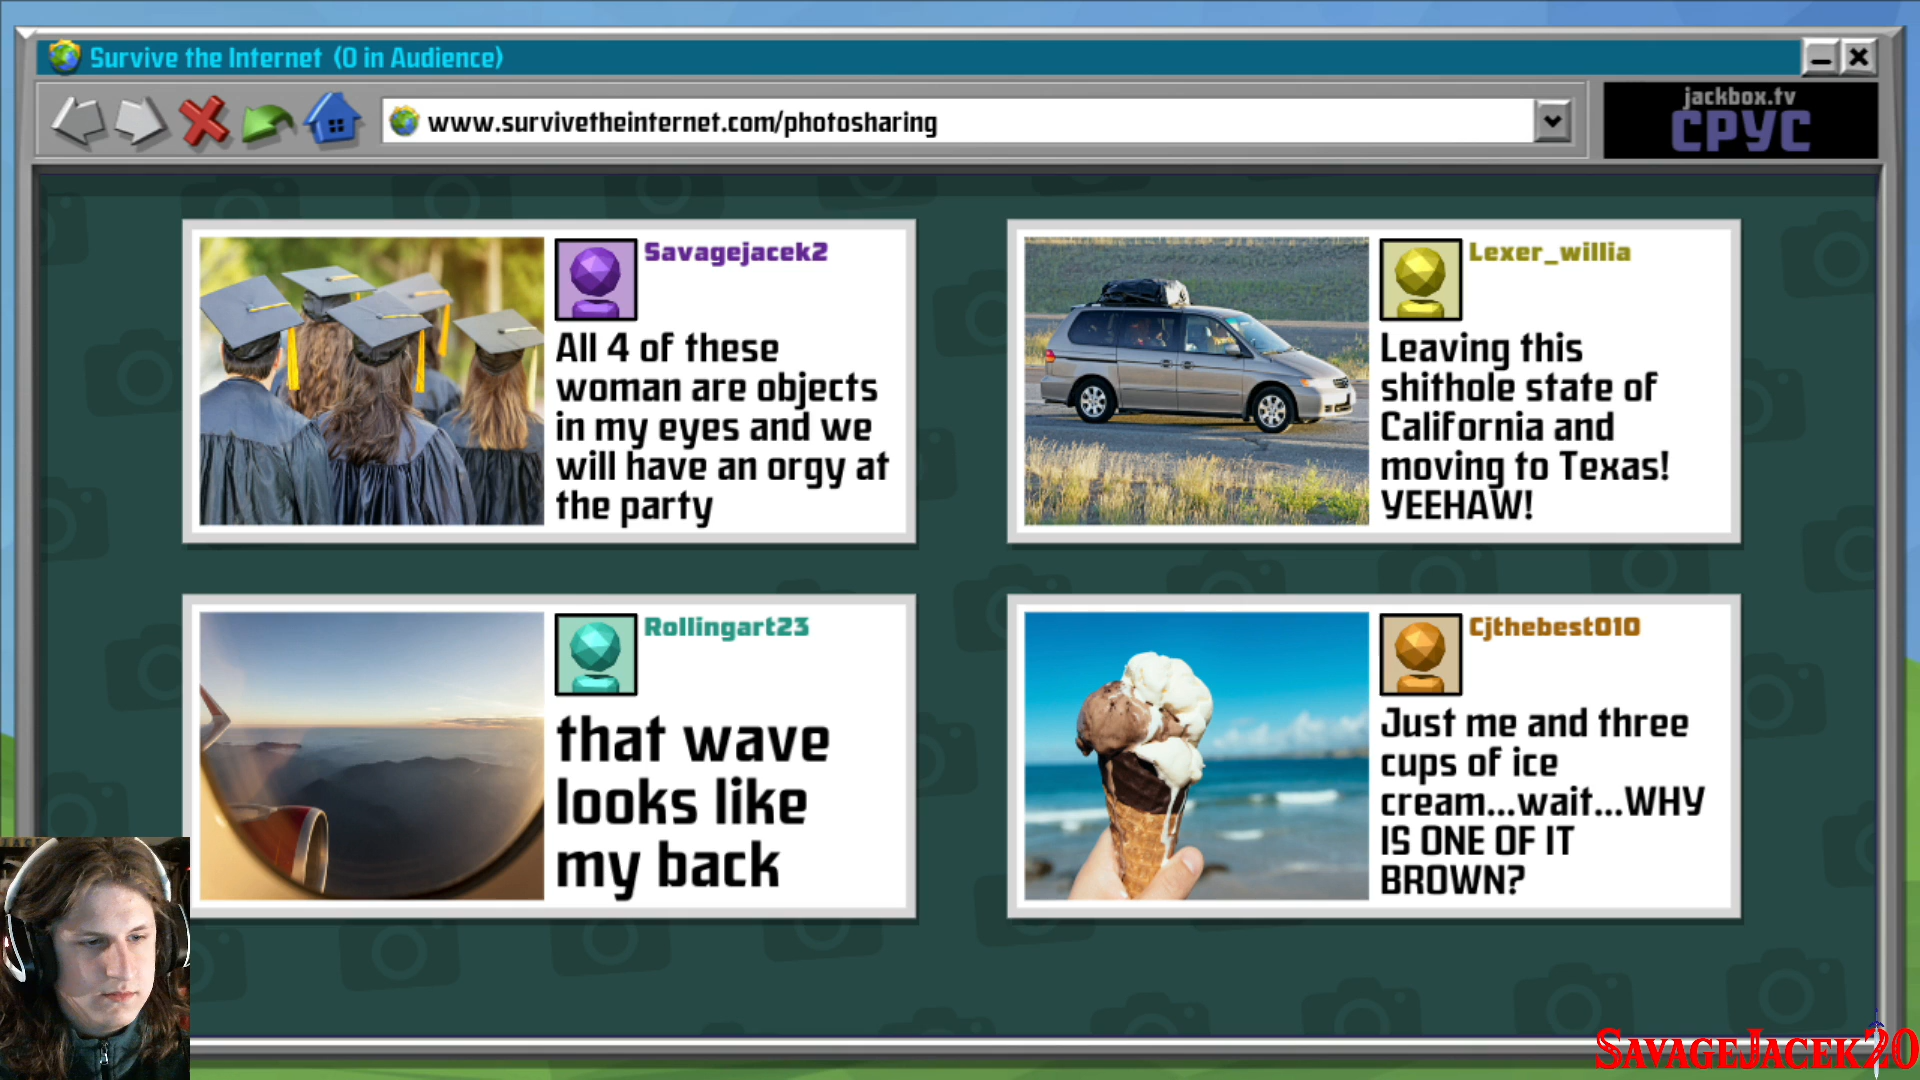 Survive the Internet (0 in Audience)
www.survivetheinternet.com/photosharing
jackbox.tv
CPYC
Savagejacek2
All 4 of these
woman are objects
in my eyes and we
will have an orgy at
the party
Lexer_willia
Leaving this
shithole state of
California and
moving to Texas!
YEEHAW!
Rollingart23
that wave
looks like
my back
Cjthebest010
Just me and three
cups of ice
cream...wait...WHY
IS ONE OF IT
BROWN?
SavageJacek20